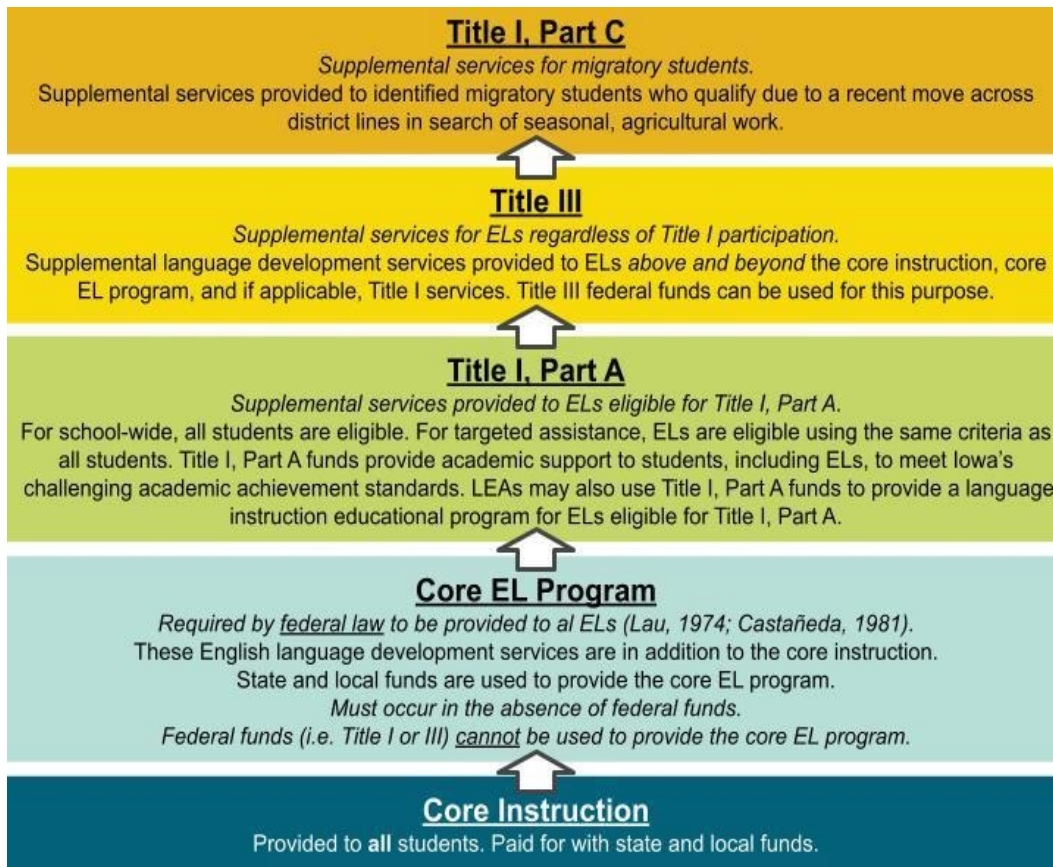 Title I, Part C
Supplemental services for migratory students.
Supplemental services provided to identified migratory students who qualify due to a recent move across
district lines in search of seasonal, agricultural work.
Title III
Supplemental services for ELs regardless of Title I participation.
Supplemental language development services provided to ELs above and beyond the core instruction, core
EL program, and if applicable, Title I services. Title III federal funds can be used for this purpose.
Title I, Part A
Supplemental services provided to ELs eligible for Title I, Part A.
For school-wide, all students are eligible. For targeted assistance, ELs are eligible using the same criteria as
all students. Title I, Part A funds provide academic support to students, including ELs, to meet Iowa's
challenging academic achievement standards. LEAs may also use Title I, Part A funds to provide a language
instruction educational program for ELs eligible for Title I, Part A.
Core EL Program
Required by federal law to be provided to al ELs (Lau, 1974; Castañeda, 1981).
These English language development services are in addition to the core instruction.
State and local funds are used to provide the core EL program.
Must occur in the absence of federal funds.
Federal funds (i.e. Title I or III) cannot be used to provide the core EL program.
Core Instruction
Provided to all students. Paid for with state and local funds.